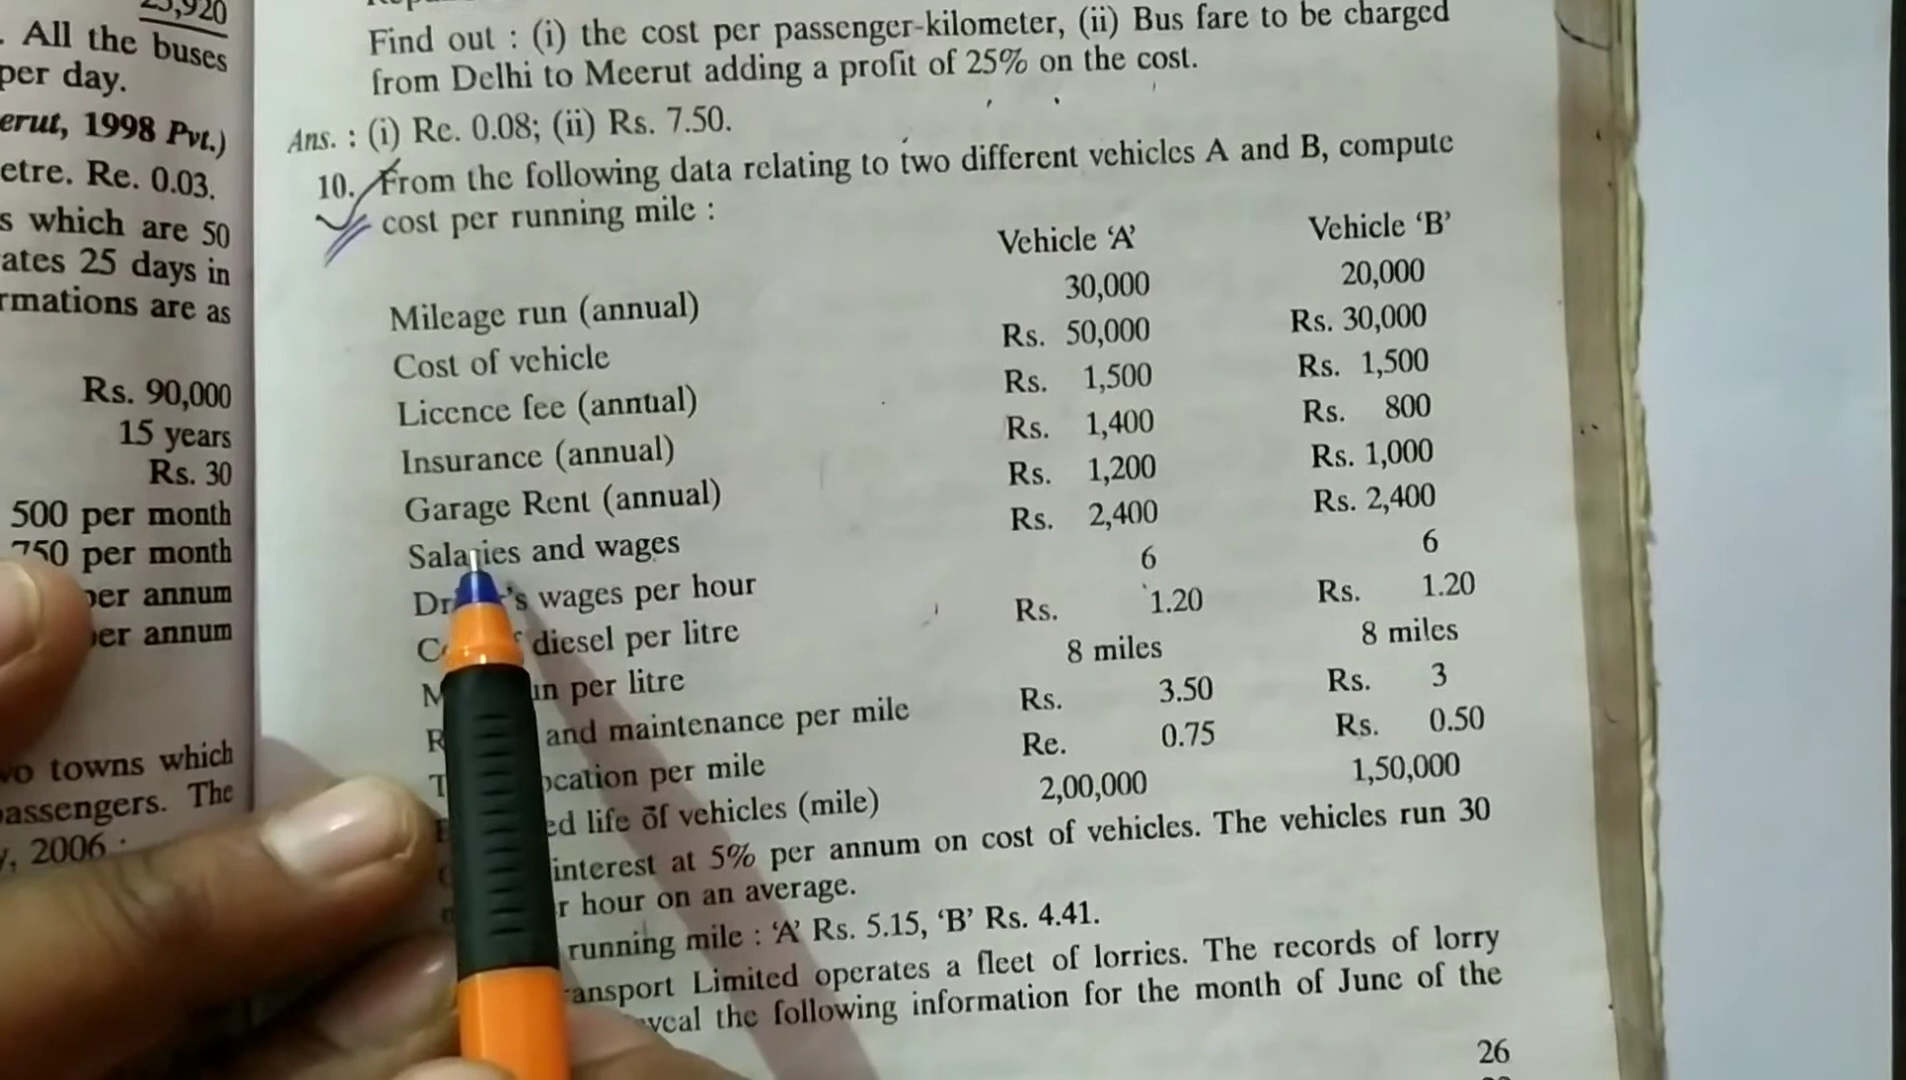 25,920
. All the buses
per day.
erut, 1998 Pvt.)
etre. Re. 0.03.
s which are 50
ates 25 days in
rmations are as
Rs. 90,000
15 years
Rs. 30
500 per month
750 per month
per annum
per annum
wo towns which
passengers. The
y, 2006 :
Find out : (i) the cost per passenger-kilometer, (ii) Bus fare to be charged
from Delhi to Meerut adding a profit of 25% on the cost.
Ans. : (i) Re. 0.08; (ii) Rs. 7.50.
10. From the following data relating to two different vehicles A and B, compute
cost per running mile :
Vehicle ‘A’ Vehicle ‘B’
Mileage run (annual) 30,000 20,000
Cost of vehicle Rs. 50,000 Rs. 30,000
Licence fee (annual) Rs. 1,500 Rs. 1,500
Insurance (annual) Rs. 1,400 Rs. 800
Garage Rent (annual) Rs. 1,200 Rs. 1,000
Salaries and wages Rs. 2,400 Rs. 2,400
wages per hour 6 6
diesel per litre Rs. 1.20 Rs. 1.20
per litre 8 miles 8 miles
and maintenance per mile Rs. 3.50 Rs. 3
per mile Re. 0.75 Rs. 0.50
life of vehicles (mile) 2,00,000 1,50,000
interest at 5% per annum on cost of vehicles. The vehicles run 30
hour on an average.
running mile : ‘A’ Rs. 5.15, ‘B’ Rs. 4.41.
Limited operates a fleet of lorries. The records of lorry
the following information for the month of June of the
26